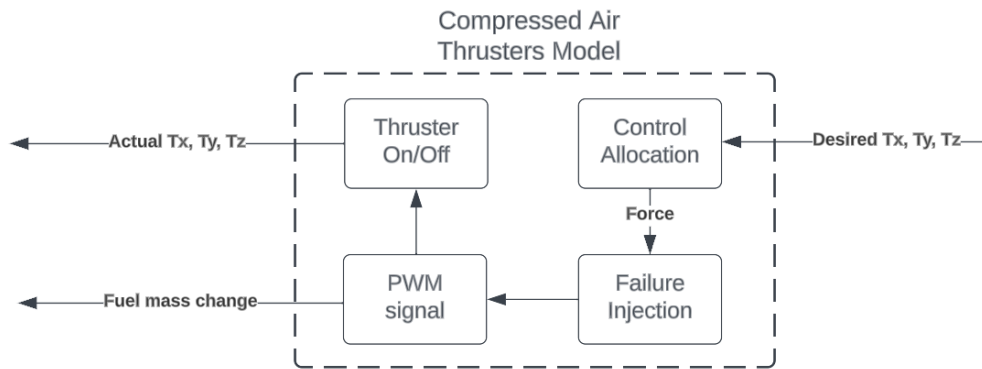 Compressed Air
Thrusters Model
Thruster
On/Off
Control
Allocation
Actual Tx, Ty, Tz
Desired Tx, Ty, Tz
Force
PWM
signal
Failure
Injection
Fuel mass change